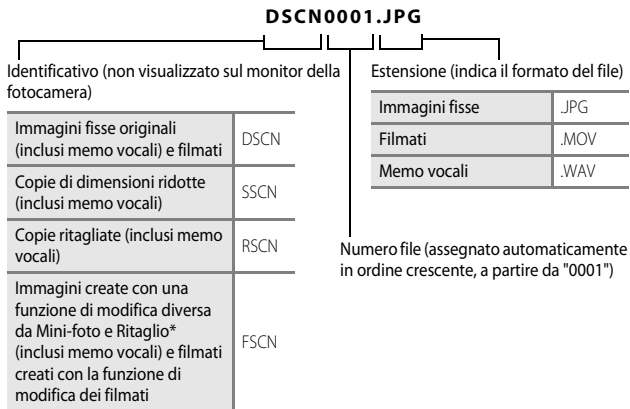 DSCN0001.JPG
Identificativo (non visualizzato sul monitor della
fotocamera)
Immagini fisse originali
(inclusi memo vocali) e filmati
DSCN
Copie di dimensioni ridotte
(inclusi memo vocali)
SSCN
Copie ritagliate (inclusi memo
vocali)
RSCN
Immagini create con una
funzione di modifica diversa
da Mini-foto e Ritaglio*
(inclusi memo vocali) e filmati
creati con la funzione di
modifica dei filmati
FSCN
Estensione (indica il formato del file)
Immagini fisse
.JPG
Filmati
.MOV
Memo vocali
.WAV
Numero file (assegnato automaticamente
in ordine crescente, a partire da "0001")